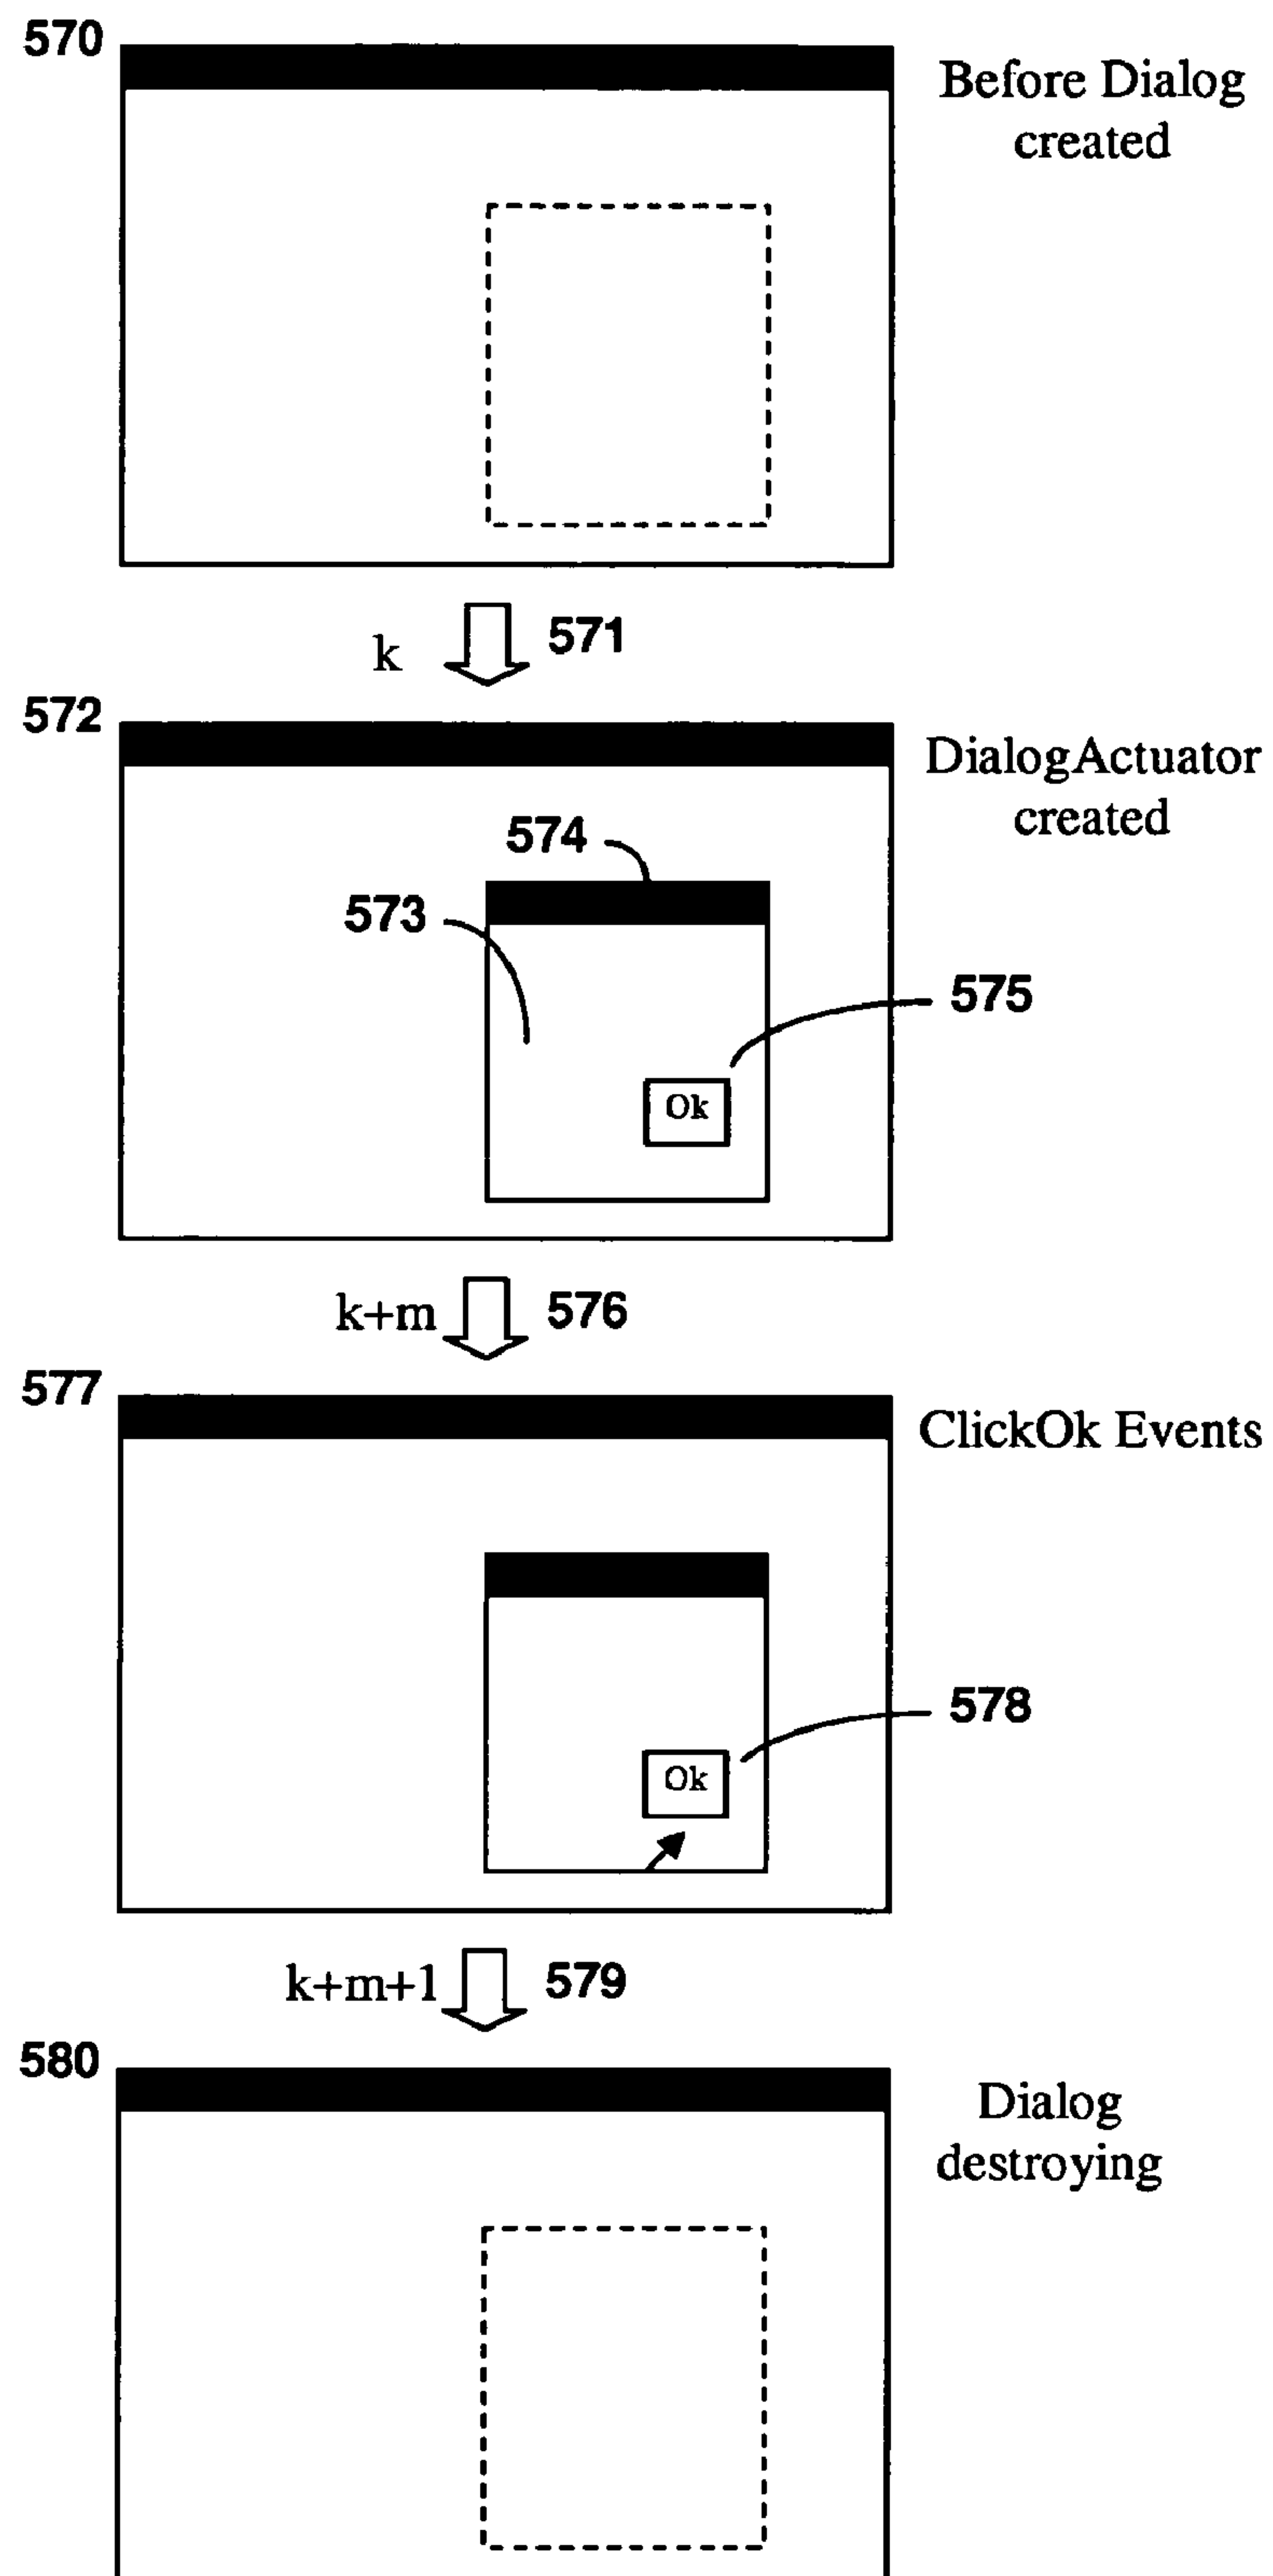 570
Before Dialog
created
k
571
572
DialogActuator
created
574
573
575
Ok
k+m
576
577
ClickOk Events
578
Ok
k+m+1
579
580
Dialog
destroying